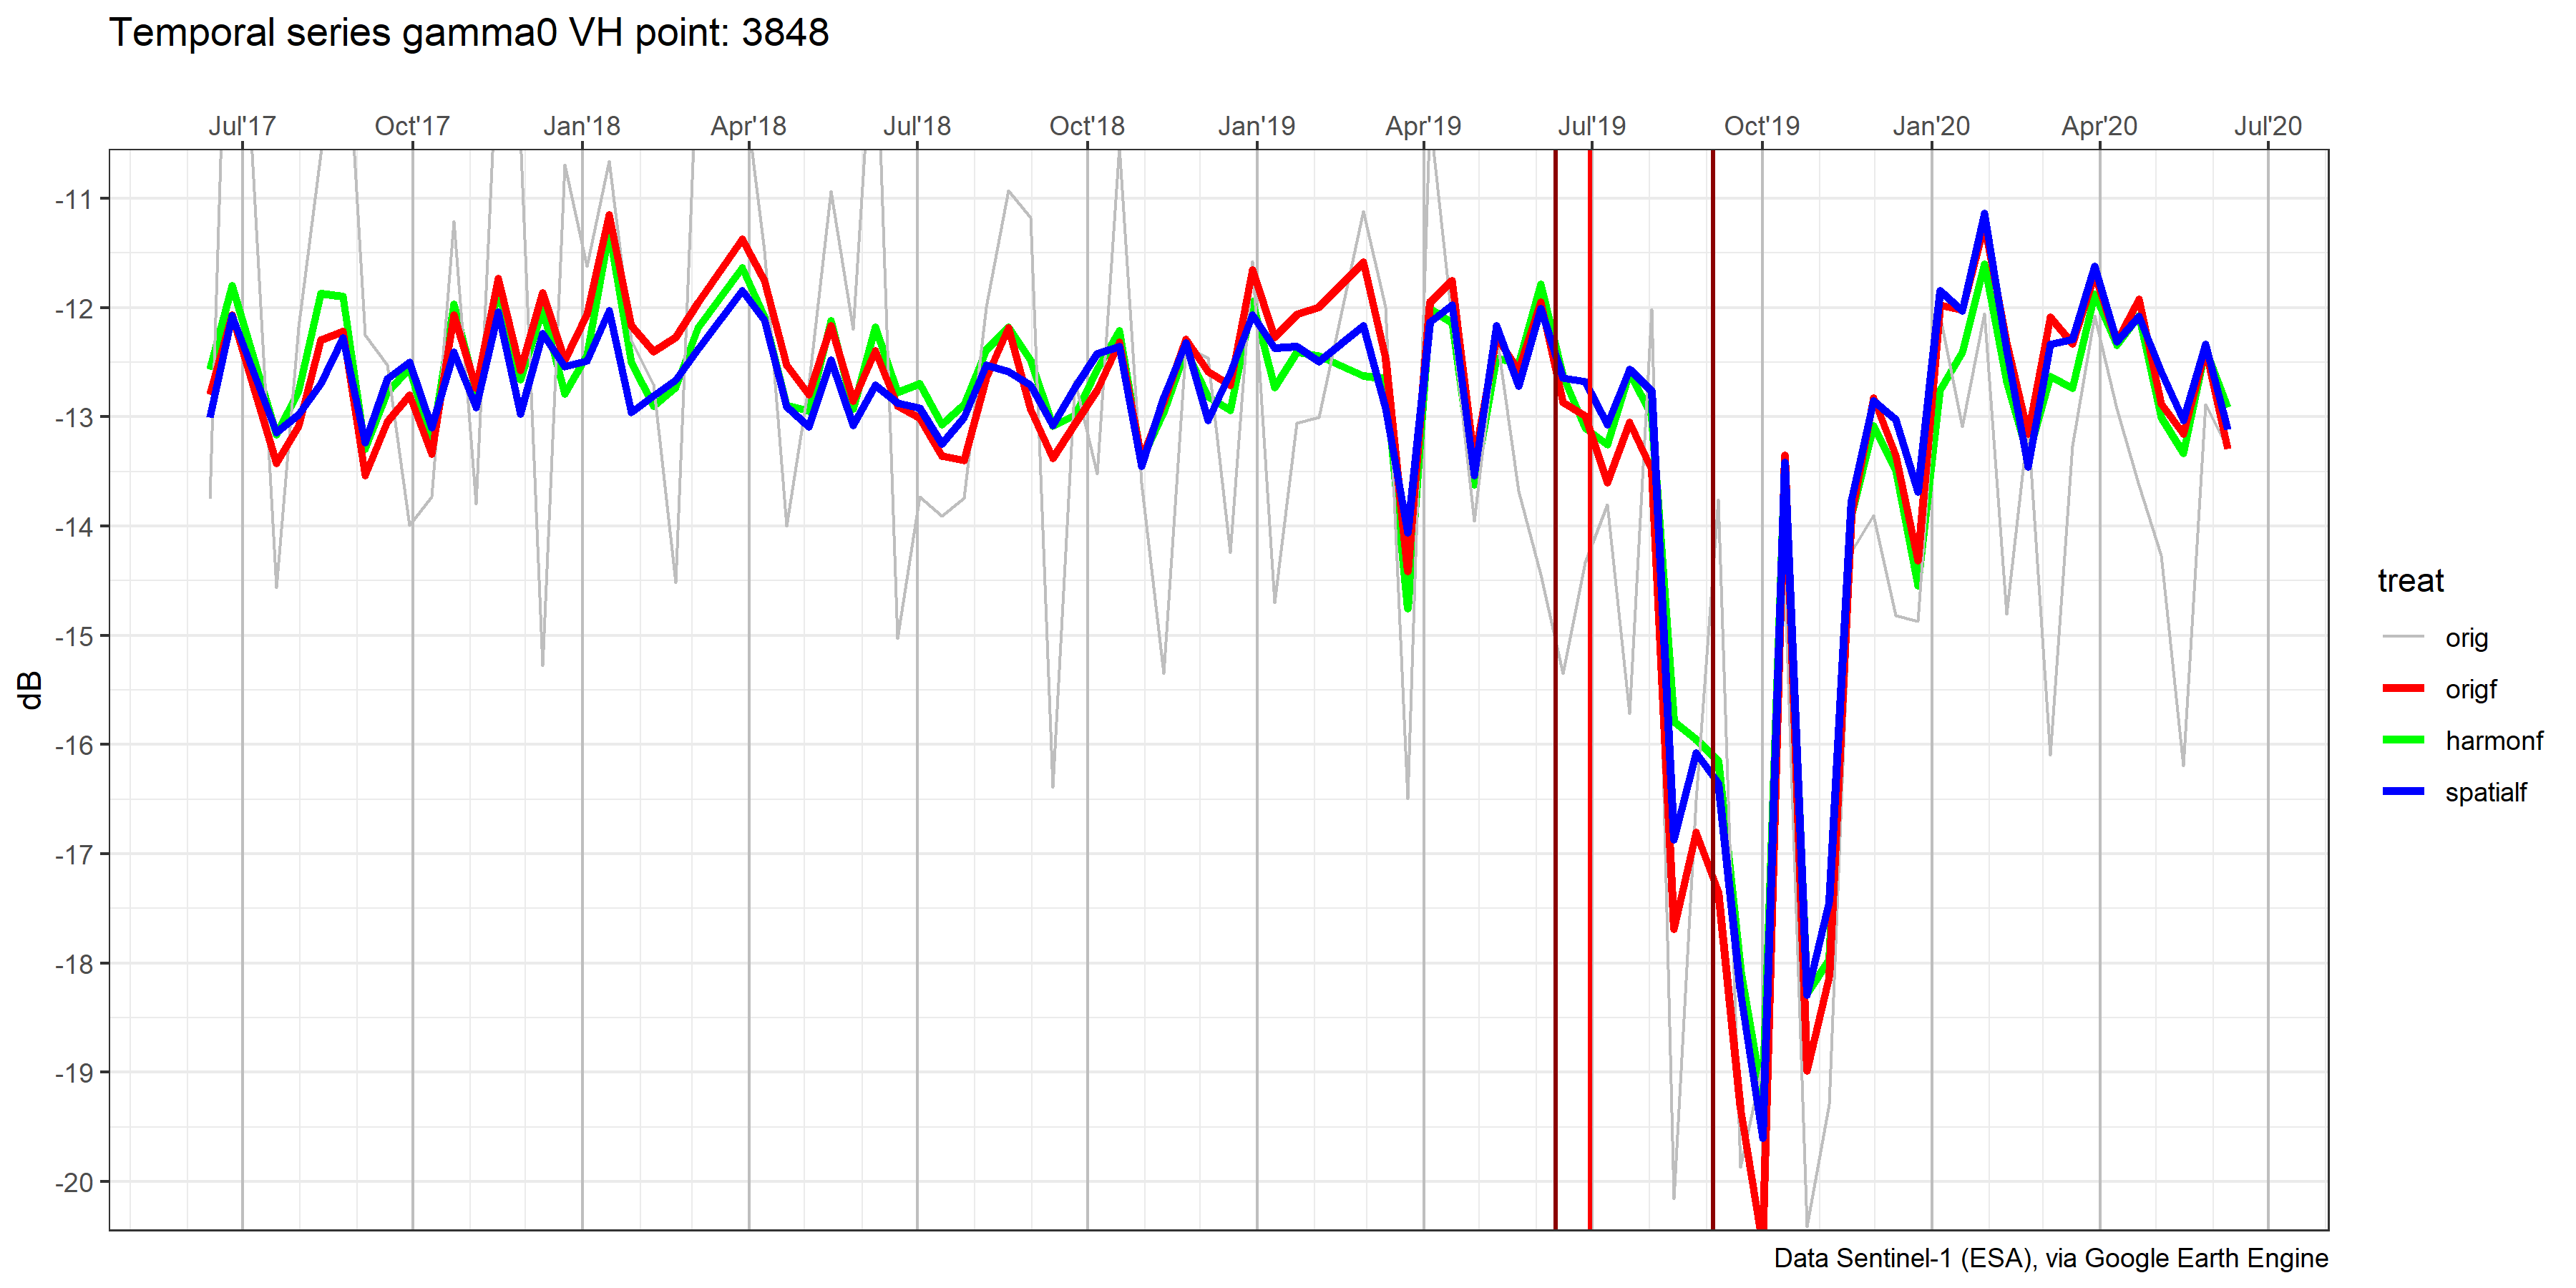 Temporal series gamma0 VH point: 3848
Jul'17 Oct'17 Jan'18 Apr'18 Jul'18 Oct'18 Jan'19 Apr'19 Jul'19 Oct'19 Jan'20 Apr'20 Jul'20
-11
-12
-13
-14
-15
-16
-17
-18
-19
-20
dB
treat
orig
origf
harmonf
spatialf
Data Sentinel-1 (ESA), via Google Earth Engine